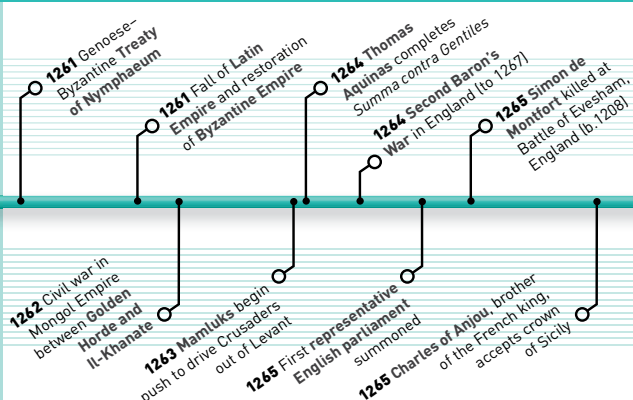 1261 Genoese–
Byzantine Treaty
of Nymphaeum
1261 Fall of Latin
Empire and restoration
of Byzantine Empire
1264 Thomas
Aquinas completes
Summa contra Gentiles
1264 Second Baron's
War in England [to 1267]
1265 Simon de
Montfort killed at
Battle of Evesham,
England [b.1208]
1262 Civil war in
Mongol Empire
between Golden
Horde and
Il-Khanate
1263 Mamluks begin
push to drive Crusaders
out of Levant
1265 First representative
English parliament
summoned
1265 Charles of Anjou, brother
of the French king,
accepts crown
of Sicily